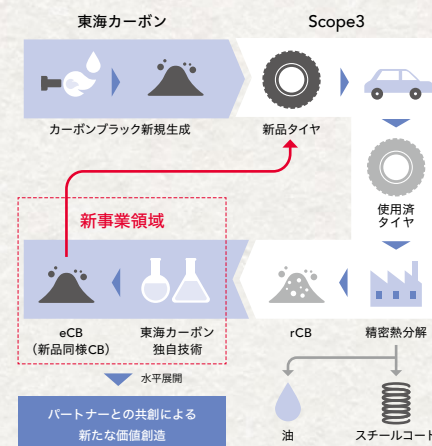 東海カーボン
Scope3
カーボンブラック新規生成
新品タイヤ
使用済
タイヤ
新事業領域
eCB
(新品同様CB)
東海カーボン
独自技術
rCB
精密熱分解
水平展開
パートナーとの共創による
新たな価値創造
油
スチールコード